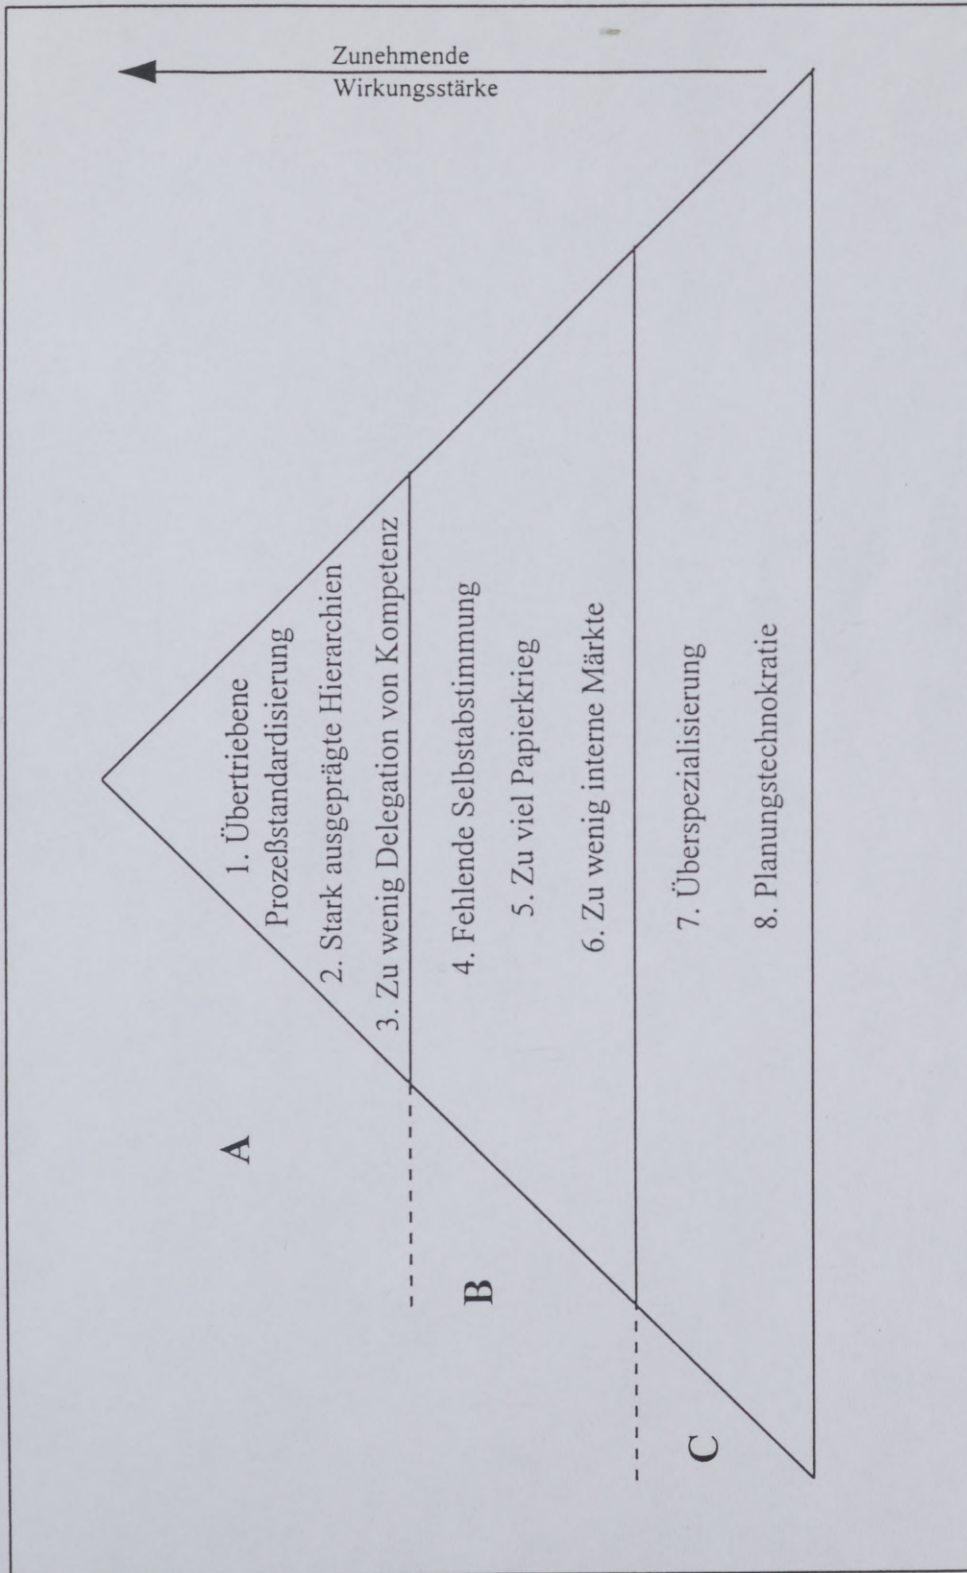 Zunehmende
Wirkungsstärke
A
1. Übertriebene
Prozeßstandardisierung
2. Stark ausgeprägte Hierarchien
3. Zu wenig Delegation von Kompetenz
B
4. Fehlende Selbstabstimmung
5. Zu viel Papierkrieg
6. Zu wenig interne Märkte
C
7. Überspezialisierung
8. Planungstechnokratie